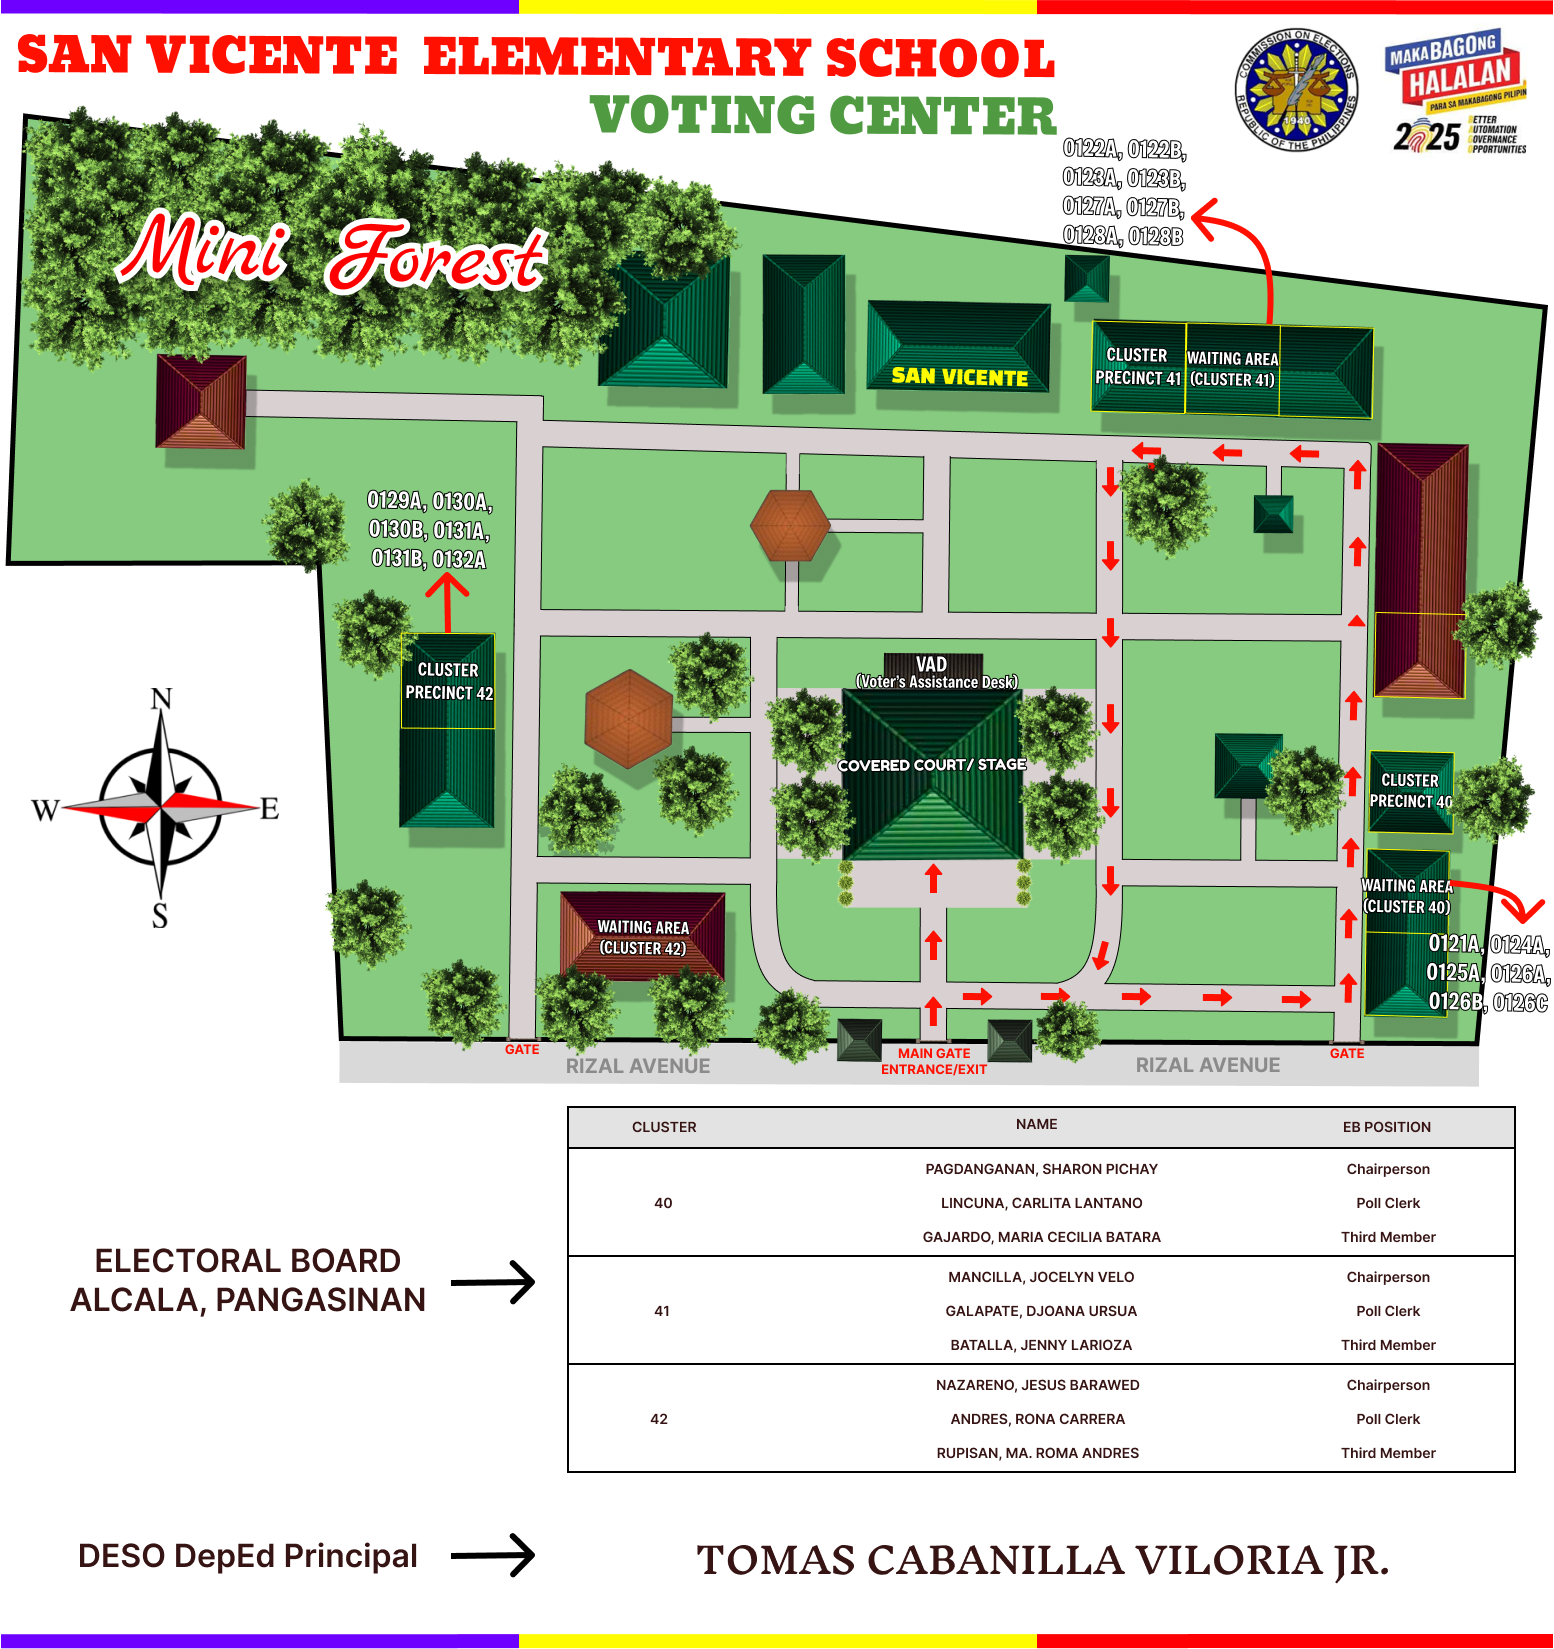 SAN VICENTE ELEMENTARY SCHOOL
VOTING CENTER
COMMISSION ON ELECTIONS
1940
REPUBLIC OF THE PHILIPPINES
MAKABAGONG
HALALAN
PARA SA MAKABAGONG PILIPIN
2025
BETTER
AUTOMATION
GOVERNANCE
OPPORTUNITIES
0122A, 0122B,
0123A, 0123B,
0127A, 0127B,
0128A, 0128B
Mini Forest
SAN VICENTE
CLUSTER
PRECINCT 41
WAITING AREA
(CLUSTER 41)
0129A, 0130A,
0130B, 0131A,
0131B, 0132A
CLUSTER
PRECINCT 42
VAD
(Voter's Assistance Desk)
COVERED COURT/ STAGE
CLUSTER
PRECINCT 40
N
W
E
S
WAITING AREA
(CLUSTER 40)
0121A, 0124A,
0125A, 0126A,
0126B, 0126C
WAITING AREA
(CLUSTER 42)
GATE
MAIN GATE
ENTRANCE/EXIT
GATE
RIZAL AVENUE
RIZAL AVENUE
CLUSTER NAME EB POSITION
PAGDANGANAN, SHARON PICHAY Chairperson
40 LINCUNA, CARLITA LANTANO Poll Clerk
GAJARDO, MARIA CECILIA BATARA Third Member
MANCILLA, JOCELYN VELO Chairperson
41 GALAPATE, DJOANA URSUA Poll Clerk
BATALLA, JENNY LARIOZA Third Member
NAZARENO, JESUS BARAWED Chairperson
42 ANDRES, RONA CARRERA Poll Clerk
RUPISAN, MA. ROMA ANDRES Third Member
ELECTORAL BOARD
ALCALA, PANGASINAN
DESO DepEd Principal
TOMAS CABANILLA VILORIA JR.